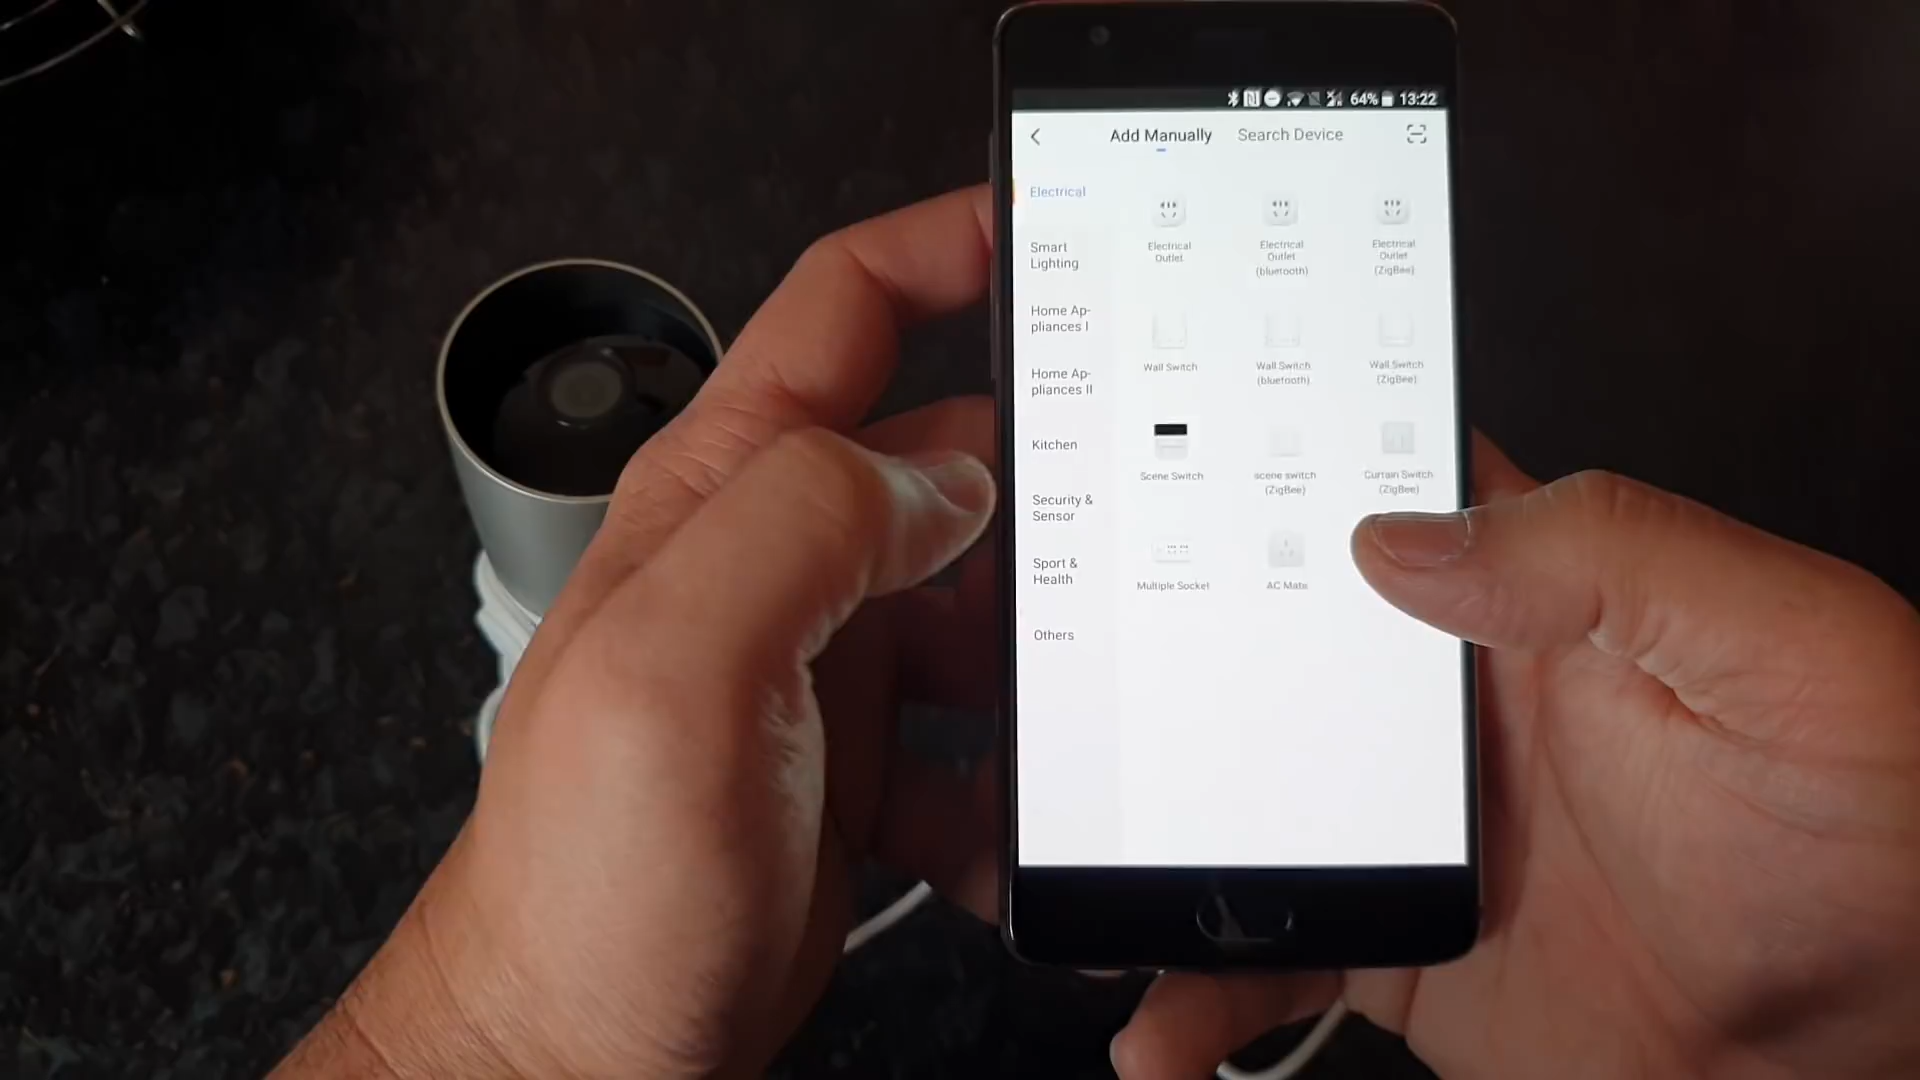 64% 13:22
Add Manually Search Device
Electrical
Smart
Lighting
Home Ap-
pliances I
Home Ap-
pliances II
Kitchen
Security &
Sensor
Sport &
Health
Others
Electrical
Outlet
Electrical
Outlet
(bluetooth)
Electrical
Outlet
(ZigBee)
Wall Switch
Wall Switch
(bluetooth)
Wall Switch
(ZigBee)
Scene Switch
scene switch
(ZigBee)
Curtain Switch
(ZigBee)
Multiple Socket
AC Mate